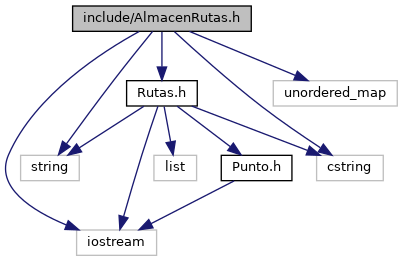 include/AlmacenRutas.h
Rutas.h
unordered_map
string
list
Punto.h
cstring
iostream